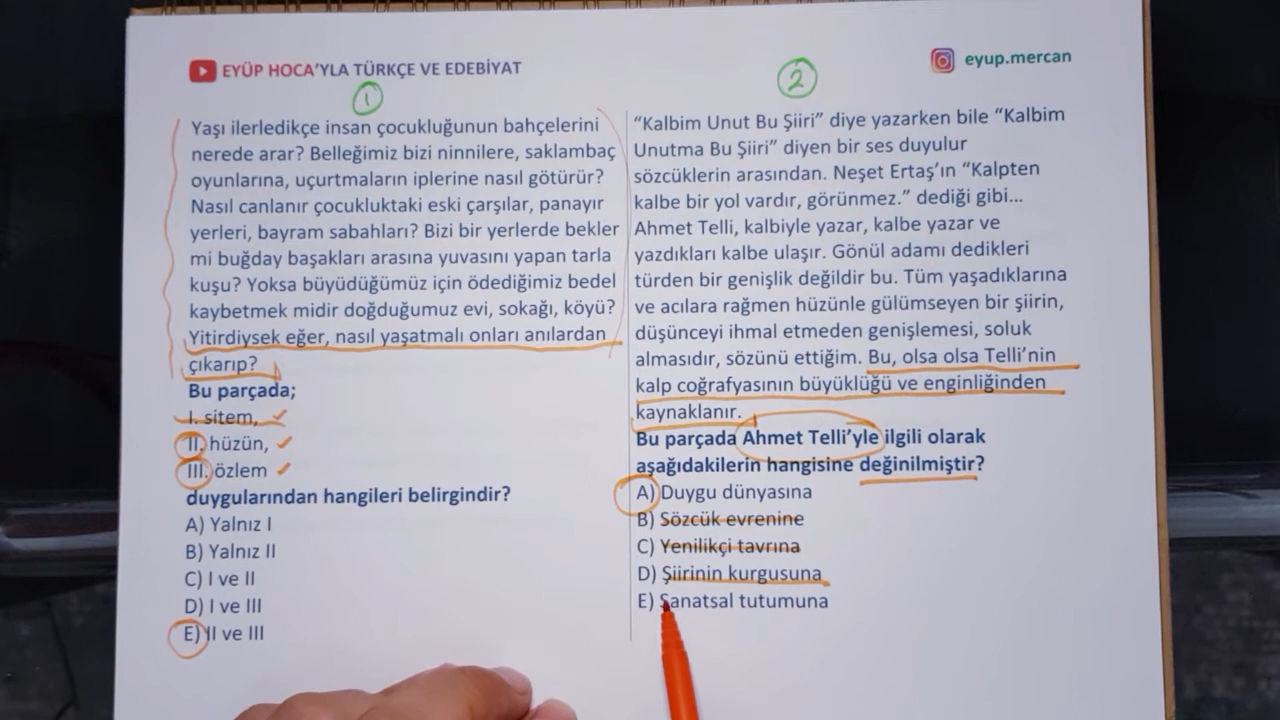 EYÜP HOCA'YLA TÜRKÇE VE EDEBİYAT
eyup.mercan
1
Yaşı ilerledikçe insan çocukluğunun bahçelerini
nerede arar? Belleğimiz bizi ninnilere, saklambaç
oyunlarına, uçurtmaların iplerine nasıl götürür?
Nasıl canlanır çocukluktaki eski çarşılar, panayır
yerleri, bayram sabahları? Bizi bir yerlerde bekler
mi buğday başakları arasına yuvasını yapan tarla
kuşu? Yoksa büyüdüğümüz için ödediğimiz bedel
kaybetmek midir doğduğumuz evi, sokağı, köyü?
Yitirdiysek eğer, nasıl yaşatmalı onları anılardan
çıkarıp?
Bu parçada;
I. sitem,
II. hüzün,
III. özlem
duygularından hangileri belirgindir?
A) Yalnız I
B) Yalnız II
C) I ve II
D) I ve III
E) II ve III
2
"Kalbim Unut Bu Şiiri" diye yazarken bile "Kalbim
Unutma Bu Şiiri" diyen bir ses duyulur
sözcüklerin arasından. Neşet Ertaş'ın "Kalpten
kalbe bir yol vardır, görünmez." dediği gibi...
Ahmet Telli, kalbiyle yazar, kalbe yazar ve
yazdıkları kalbe ulaşır. Gönül adamı dedikleri
türden bir genişlik değildir bu. Tüm yaşadıklarına
ve acılara rağmen hüzünle gülümseyen bir şiirin,
düşünceyi ihmal etmeden genişlemesi, soluk
almasıdır, sözünü ettiğim. Bu, olsa olsa Telli'nin
kalp coğrafyasının büyüklüğü ve enginliğinden
kaynaklanır.
Bu parçada Ahmet Telli'yle ilgili olarak
aşağıdakilerin hangisine değinilmiştir?
A) Duygu dünyasına
B) Sözcük evrenine
C) Yenilikçi tavrına
D) Şiirinin kurgusuna
E) Sanatsal tutumuna